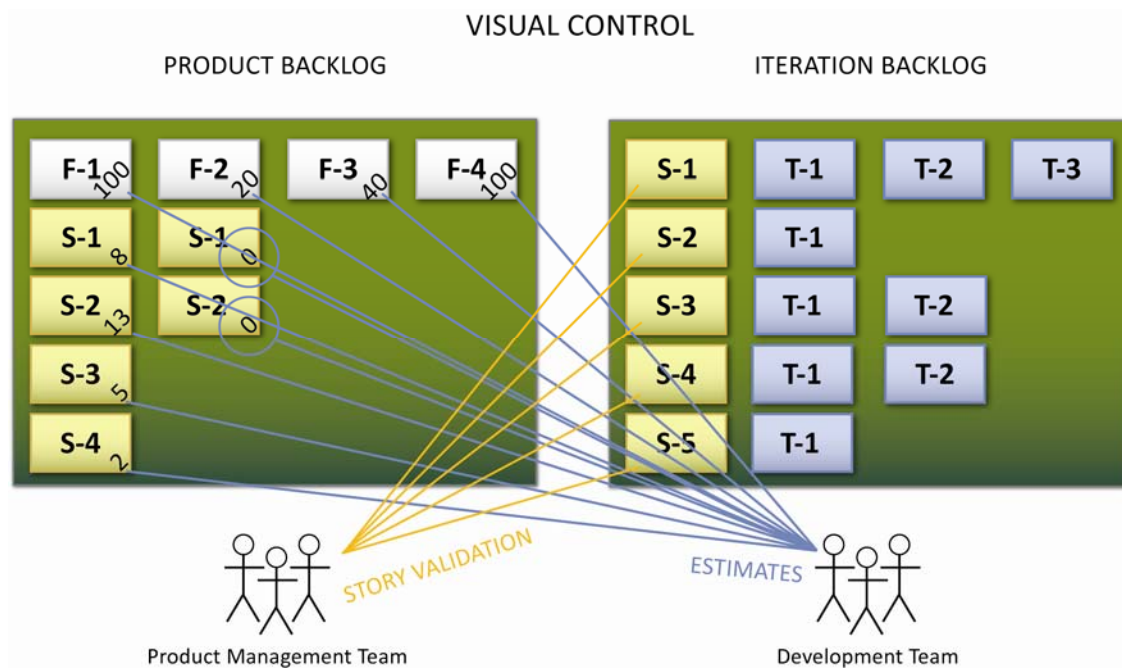 VISUAL CONTROL
PRODUCT BACKLOG
F-1 100 F-2 20 F-3 40 F-4 100
S-1 8 S-1 0
S-2 13 S-2 0
S-3 5
S-4 2
ITERATION BACKLOG
S-1 T-1 T-2 T-3
S-2 T-1
S-3 T-1 T-2
S-4 T-1 T-2
S-5 T-1
STORY VALIDATION
ESTIMATES
Product Management Team
Development Team